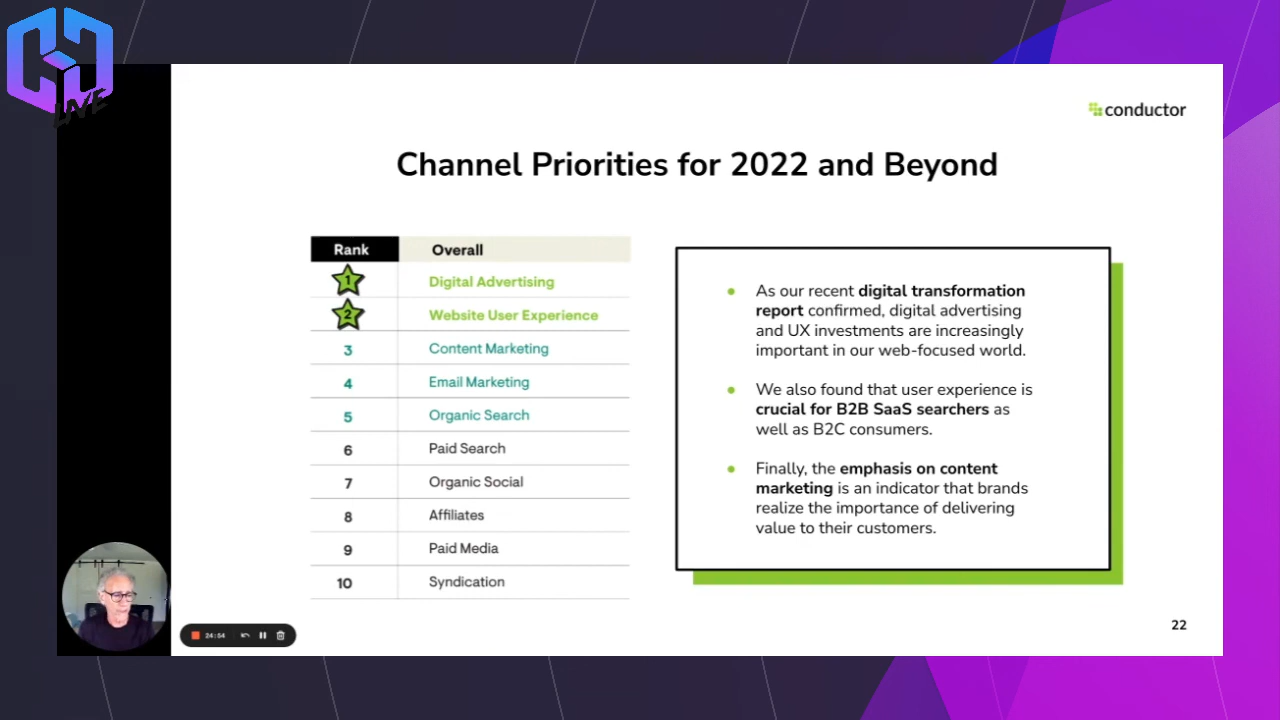 LIVE
conductor
Channel Priorities for 2022 and Beyond
Rank Overall
1 Digital Advertising
2 Website User Experience
3 Content Marketing
4 Email Marketing
5 Organic Search
6 Paid Search
7 Organic Social
8 Affiliates
9 Paid Media
10 Syndication
• As our recent digital transformation
report confirmed, digital advertising
and UX investments are increasingly
important in our web-focused world.
• We also found that user experience is
crucial for B2B SaaS searchers as
well as B2C consumers.
• Finally, the emphasis on content
marketing is an indicator that brands
realize the importance of delivering
value to their customers.
24:04
22